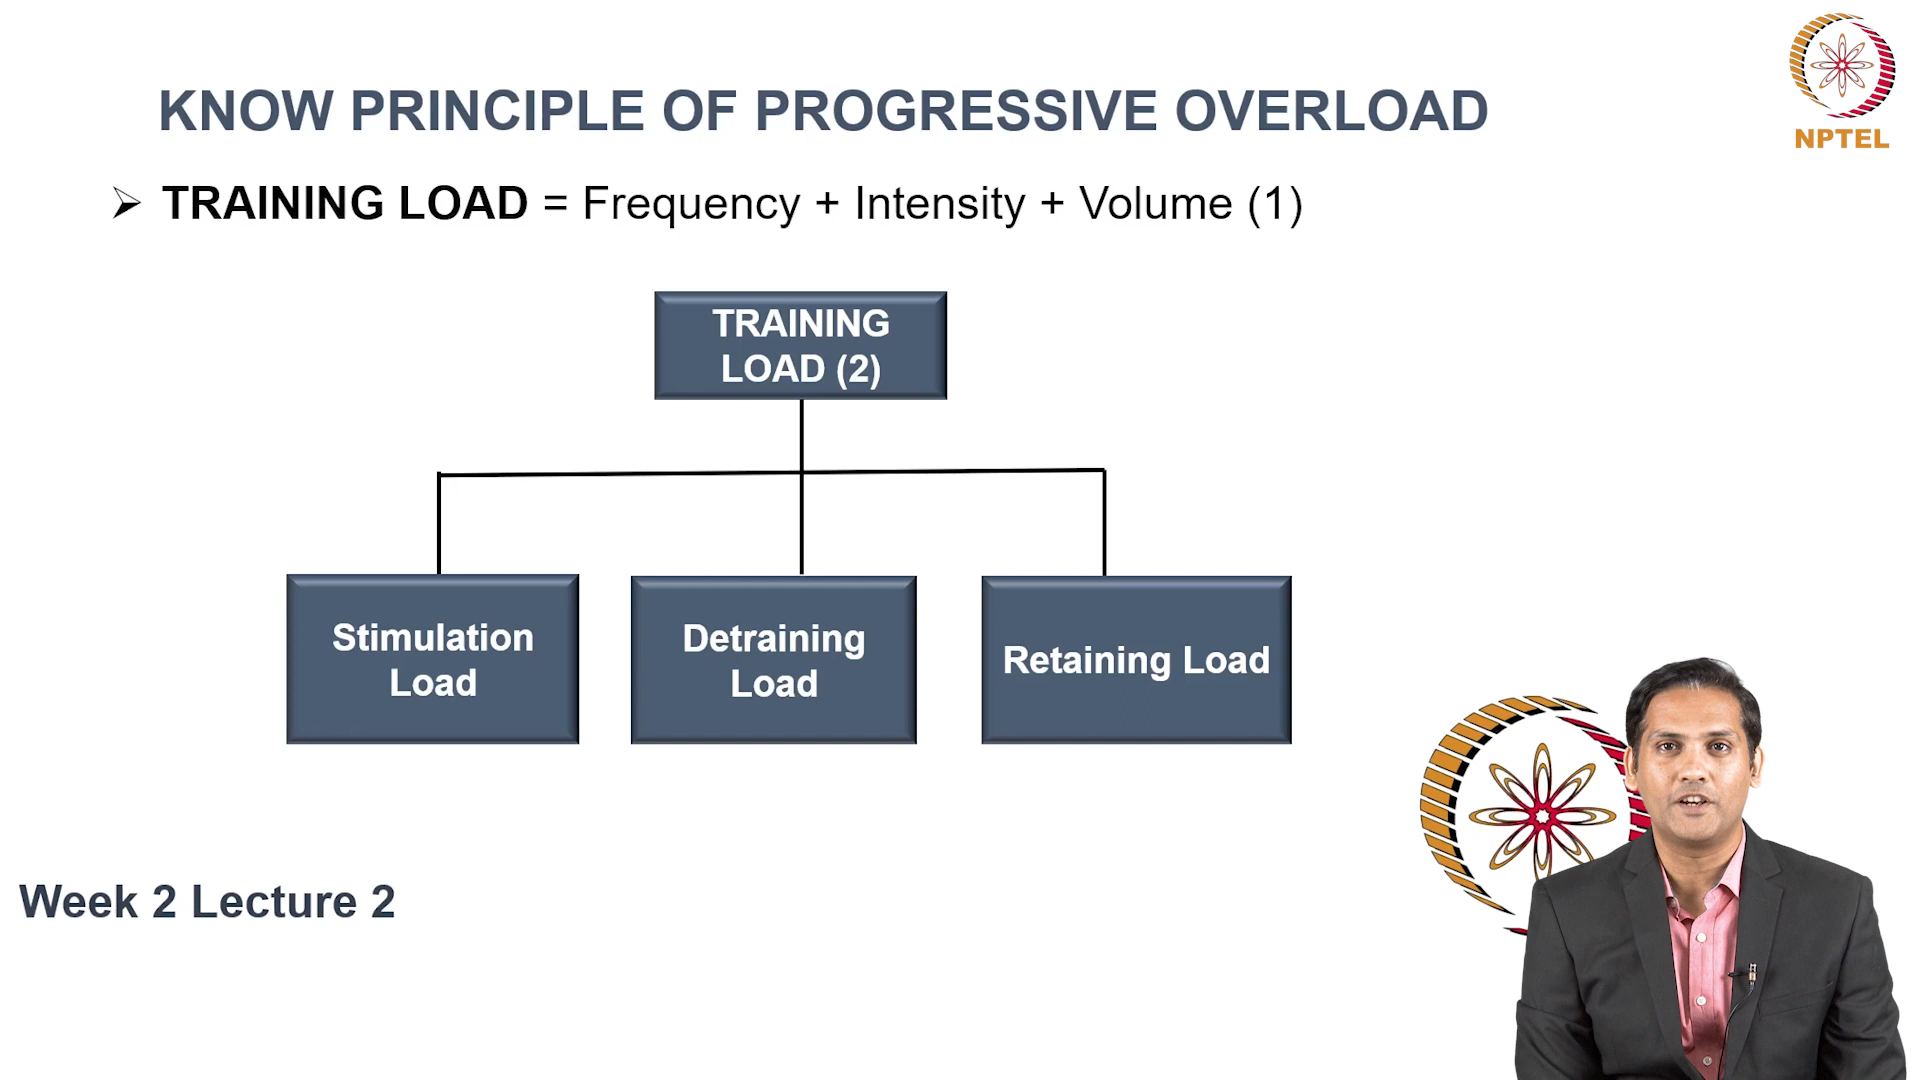 NPTEL
KNOW PRINCIPLE OF PROGRESSIVE OVERLOAD
TRAINING LOAD = Frequency + Intensity + Volume (1)
TRAINING
LOAD (2)
Stimulation
Load
Detraining
Load
Retaining Load
Week 2 Lecture 2